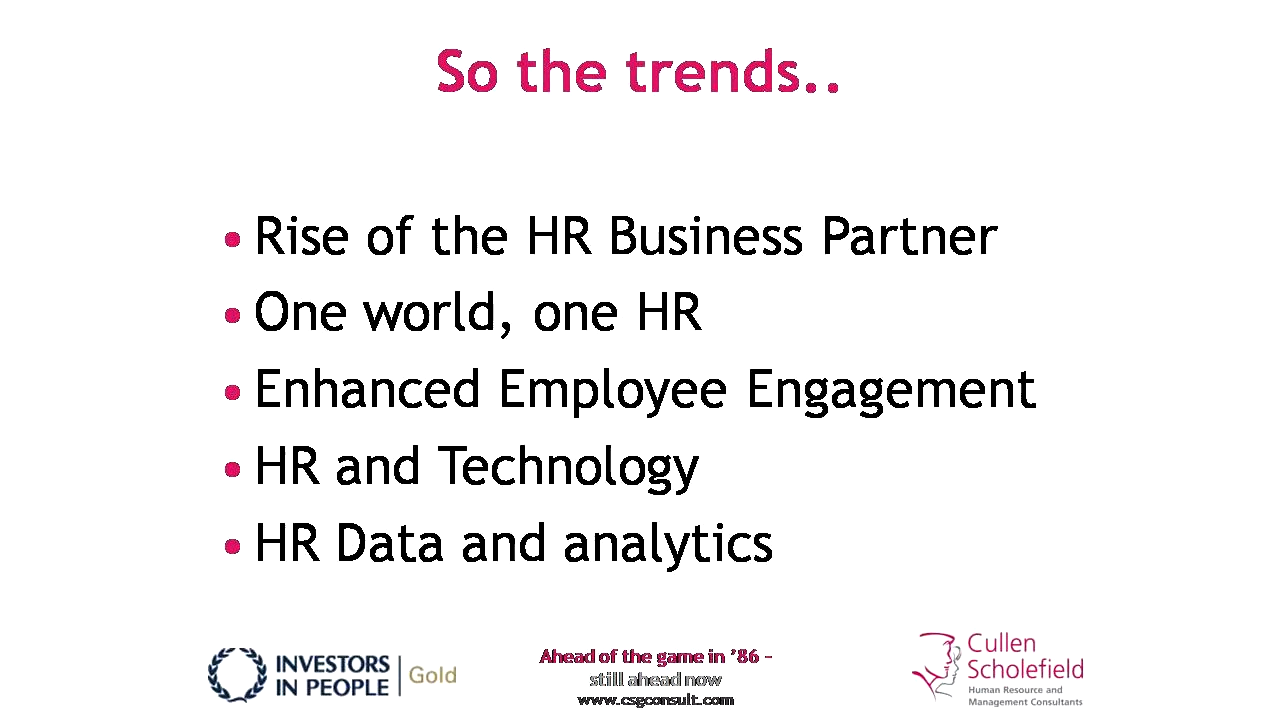 So the trends..
• Rise of the HR Business Partner
• One world, one HR
• Enhanced Employee Engagement
• HR and Technology
• HR Data and analytics
INVESTORS
IN PEOPLE
Gold
Ahead of the game in ’86 –
still ahead now
www.csgconsult.com
Cullen
Scholefield
Human Resource and
Management Consultants